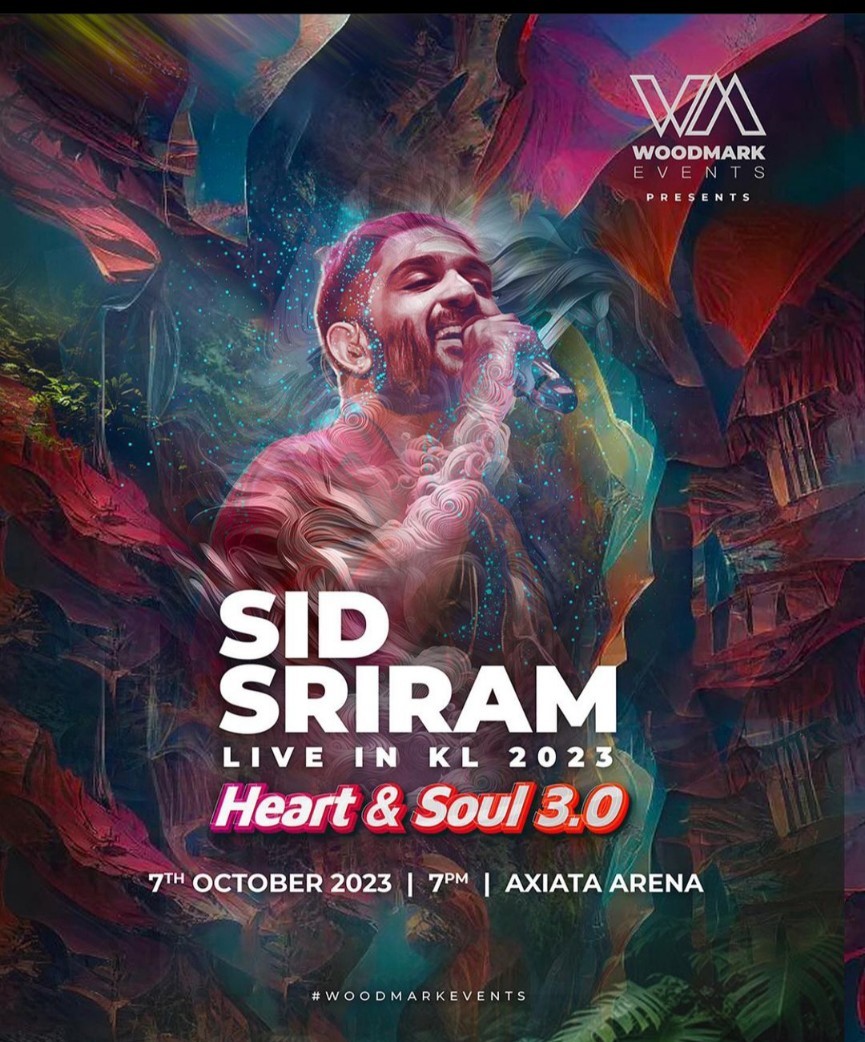 WOODMARK
EVENTS
PRESENTS
SID
SRIRAM
LIVE IN KL 2023
Heart & Soul 3.0
7TH OCTOBER 2023 | 7PM | AXIATA ARENA
#WOODMARKEVENTS